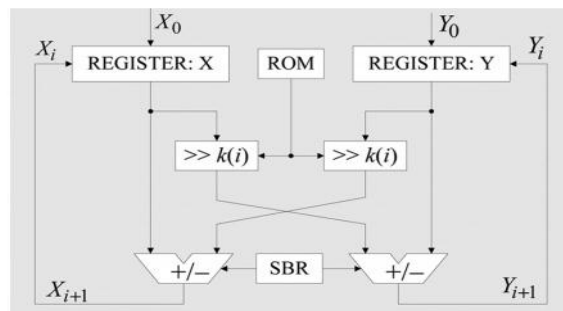 X₀
Y₀
Xᵢ
Yᵢ
REGISTER: X
ROM
REGISTER: Y
>> k(i)
>> k(i)
+/−
SBR
+/−
Xᵢ₊₁
Yᵢ₊₁